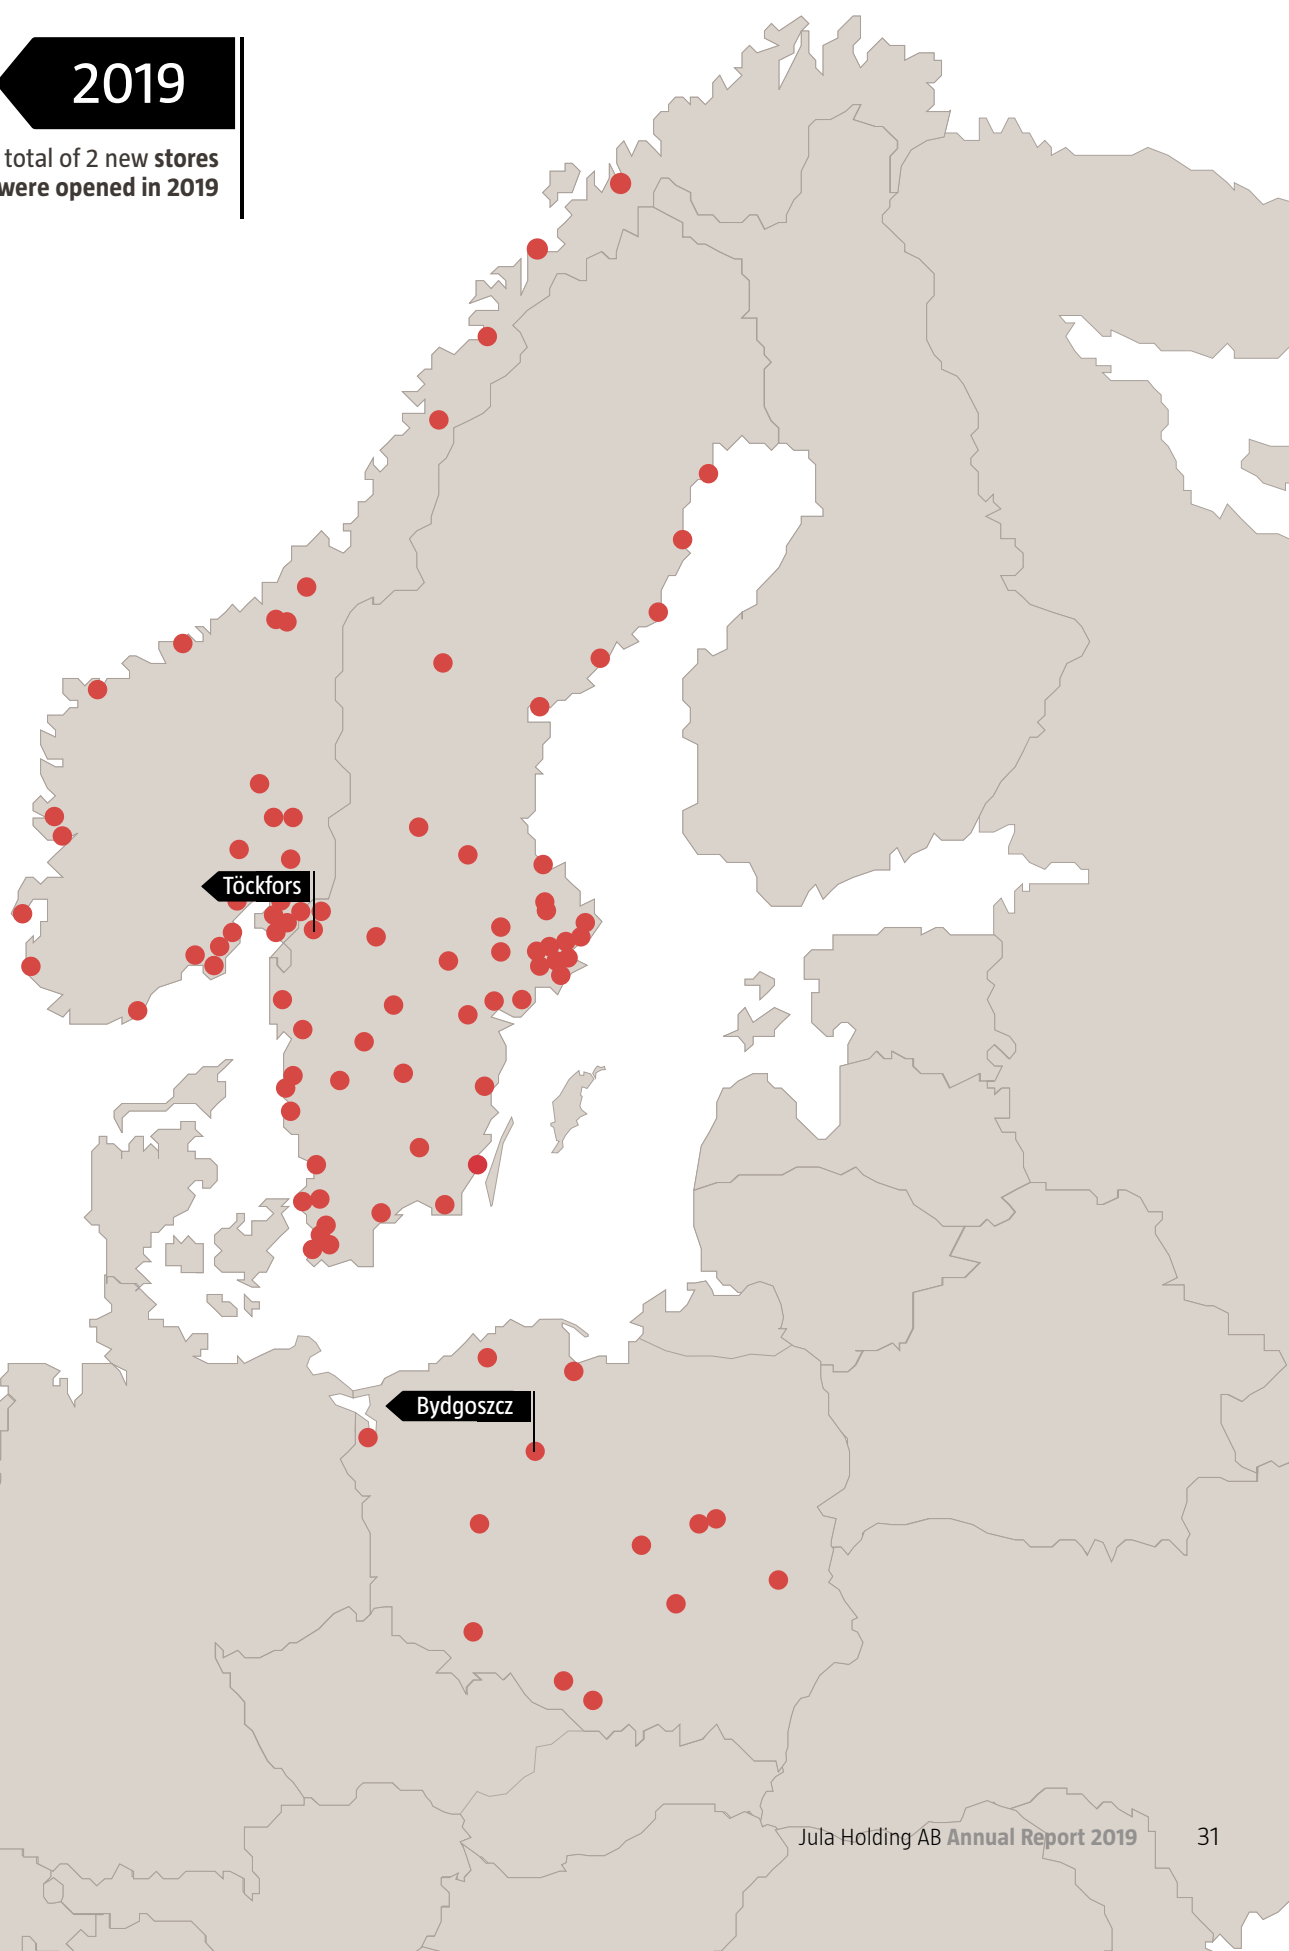 2019
total of 2 new stores
were opened in 2019
Töckfors
Bydgoszcz
Jula Holding AB Annual Report 2019 31